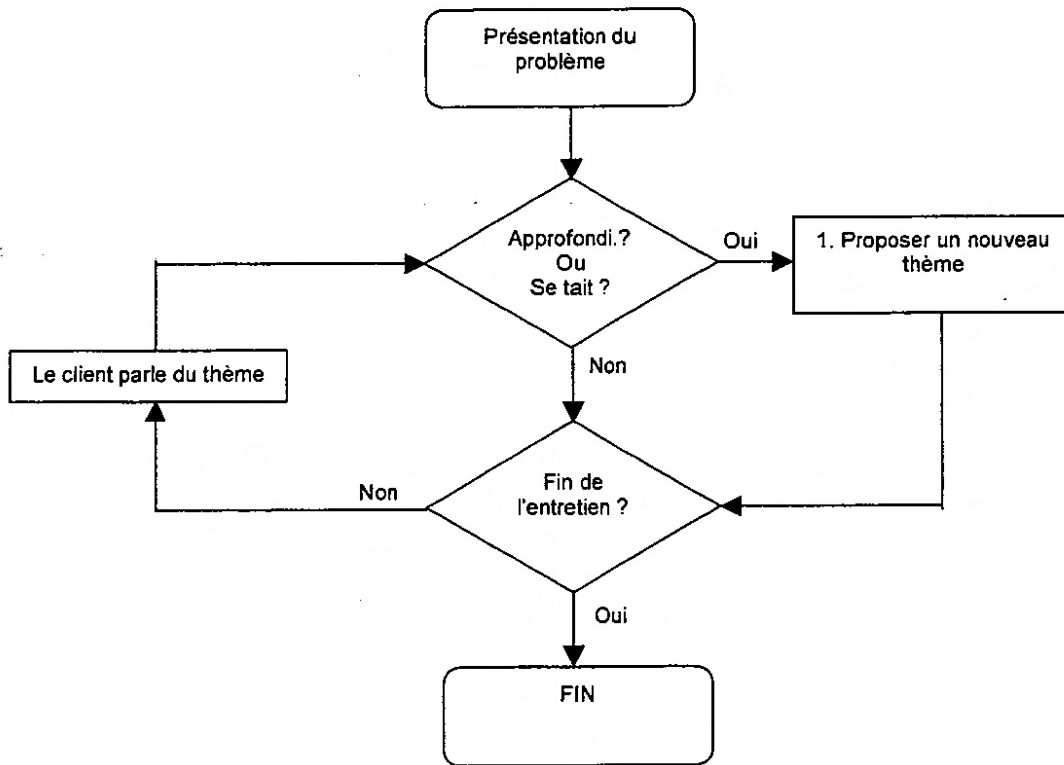 Présentation du
problème
Approfondi.?
Ou
Se tait ?
Oui
1. Proposer un nouveau
thème
Non
Le client parle du thème
Fin de
l'entretien ?
Non
Oui
FIN